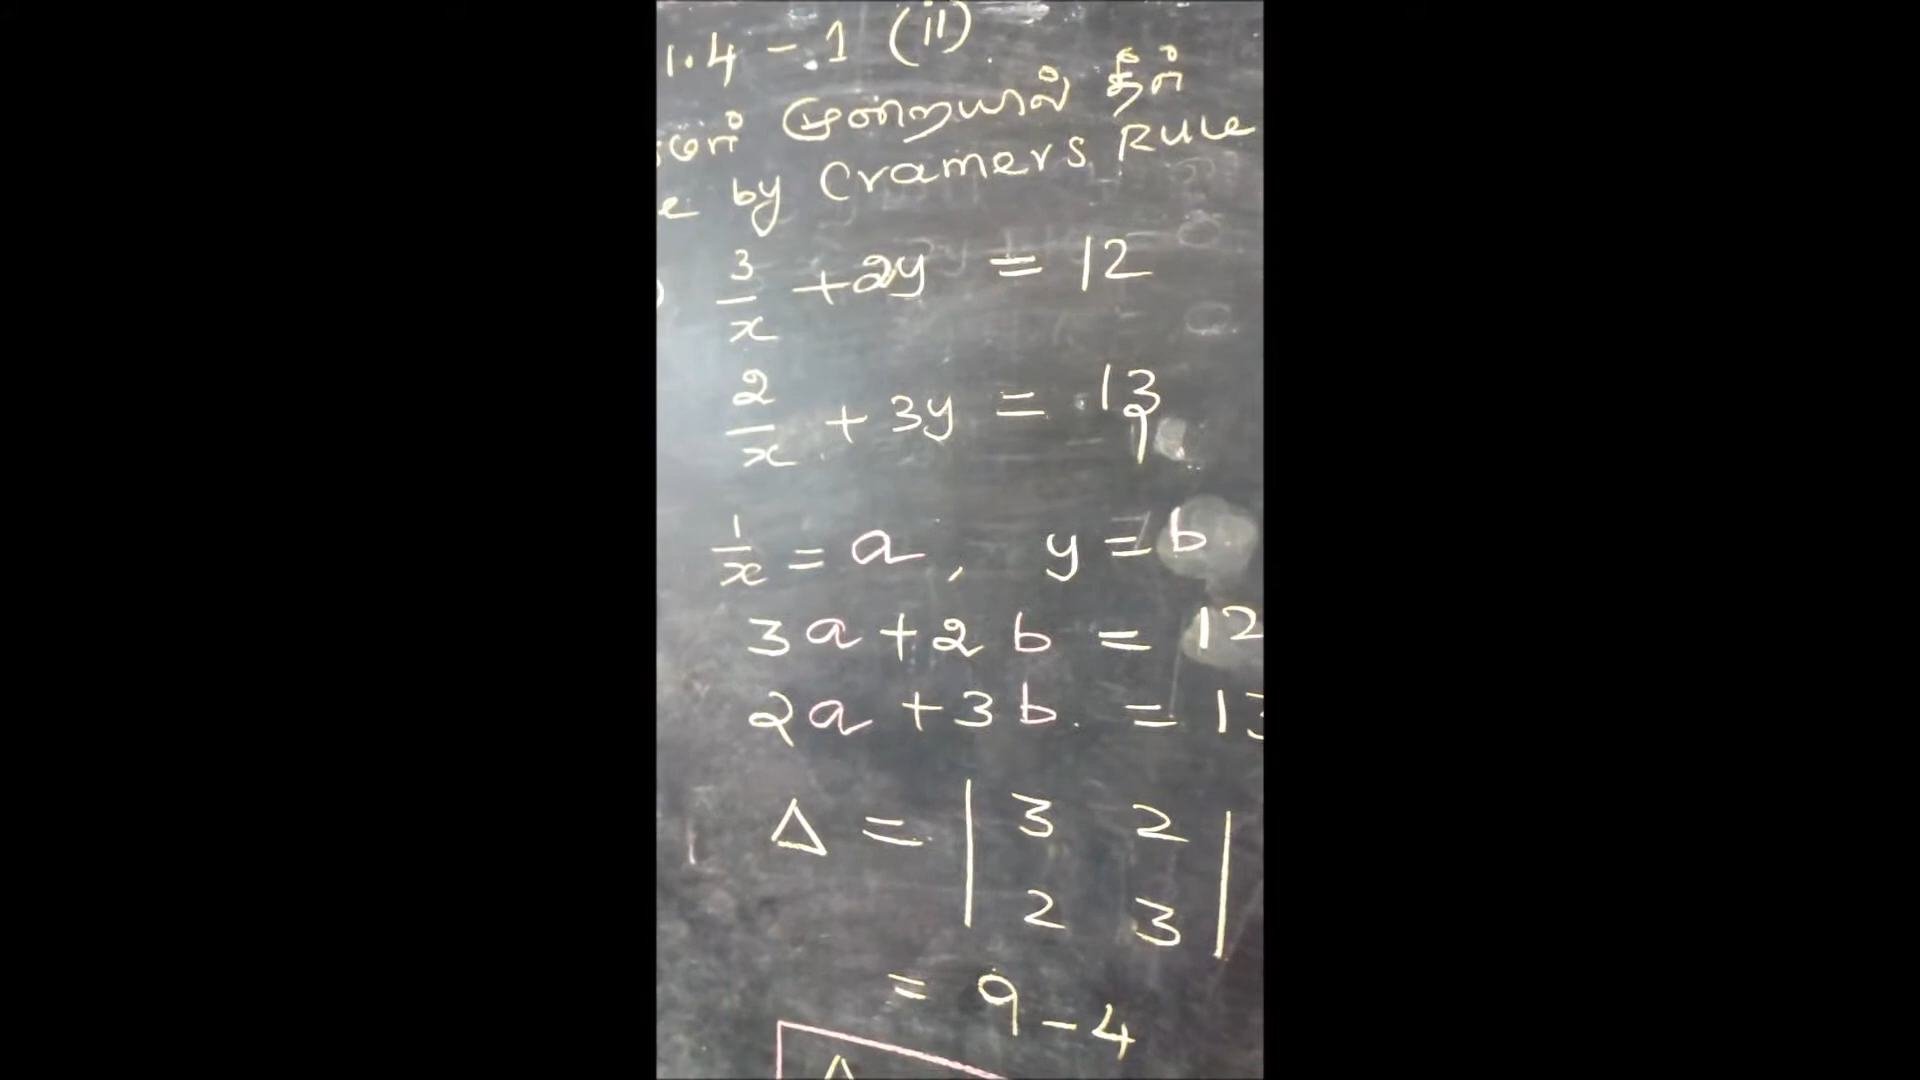 1.4 - 1 (ii)
முறையில் தீர்
by Cramers Rule
3/x + 2y = 12
2/x + 3y = 13
1/x = a, y = b
3a + 2b = 12
2a + 3b = 13
Δ = | 3 2 |
| 2 3 |
= 9 - 4